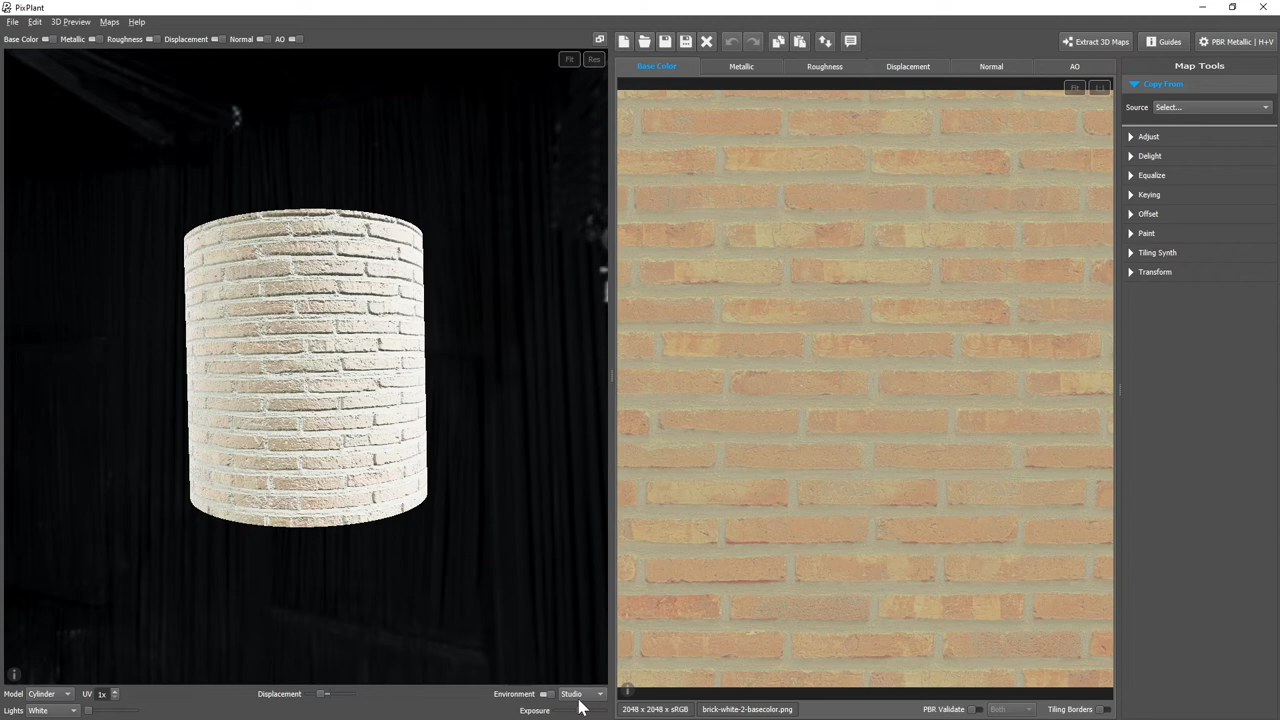 PixPlant
File Edit 3D Preview Maps Help
Base Color Metallic Roughness Displacement Normal AO
Extract 3D Maps Guides PBR Metallic | H+V
Fit Res
Base Color Metallic Roughness Displacement Normal AO
Map Tools
Fit 1:1
Copy From
Source Select...
Adjust
Delight
Equalize
Keying
Offset
Paint
Tiling Synth
Transform
Model Cylinder UV 1x Displacement Environment Studio
Lights White Exposure
2048 x 2048 x sRGB brick-white-2-basecolor.png PBR Validate Both Tiling Borders